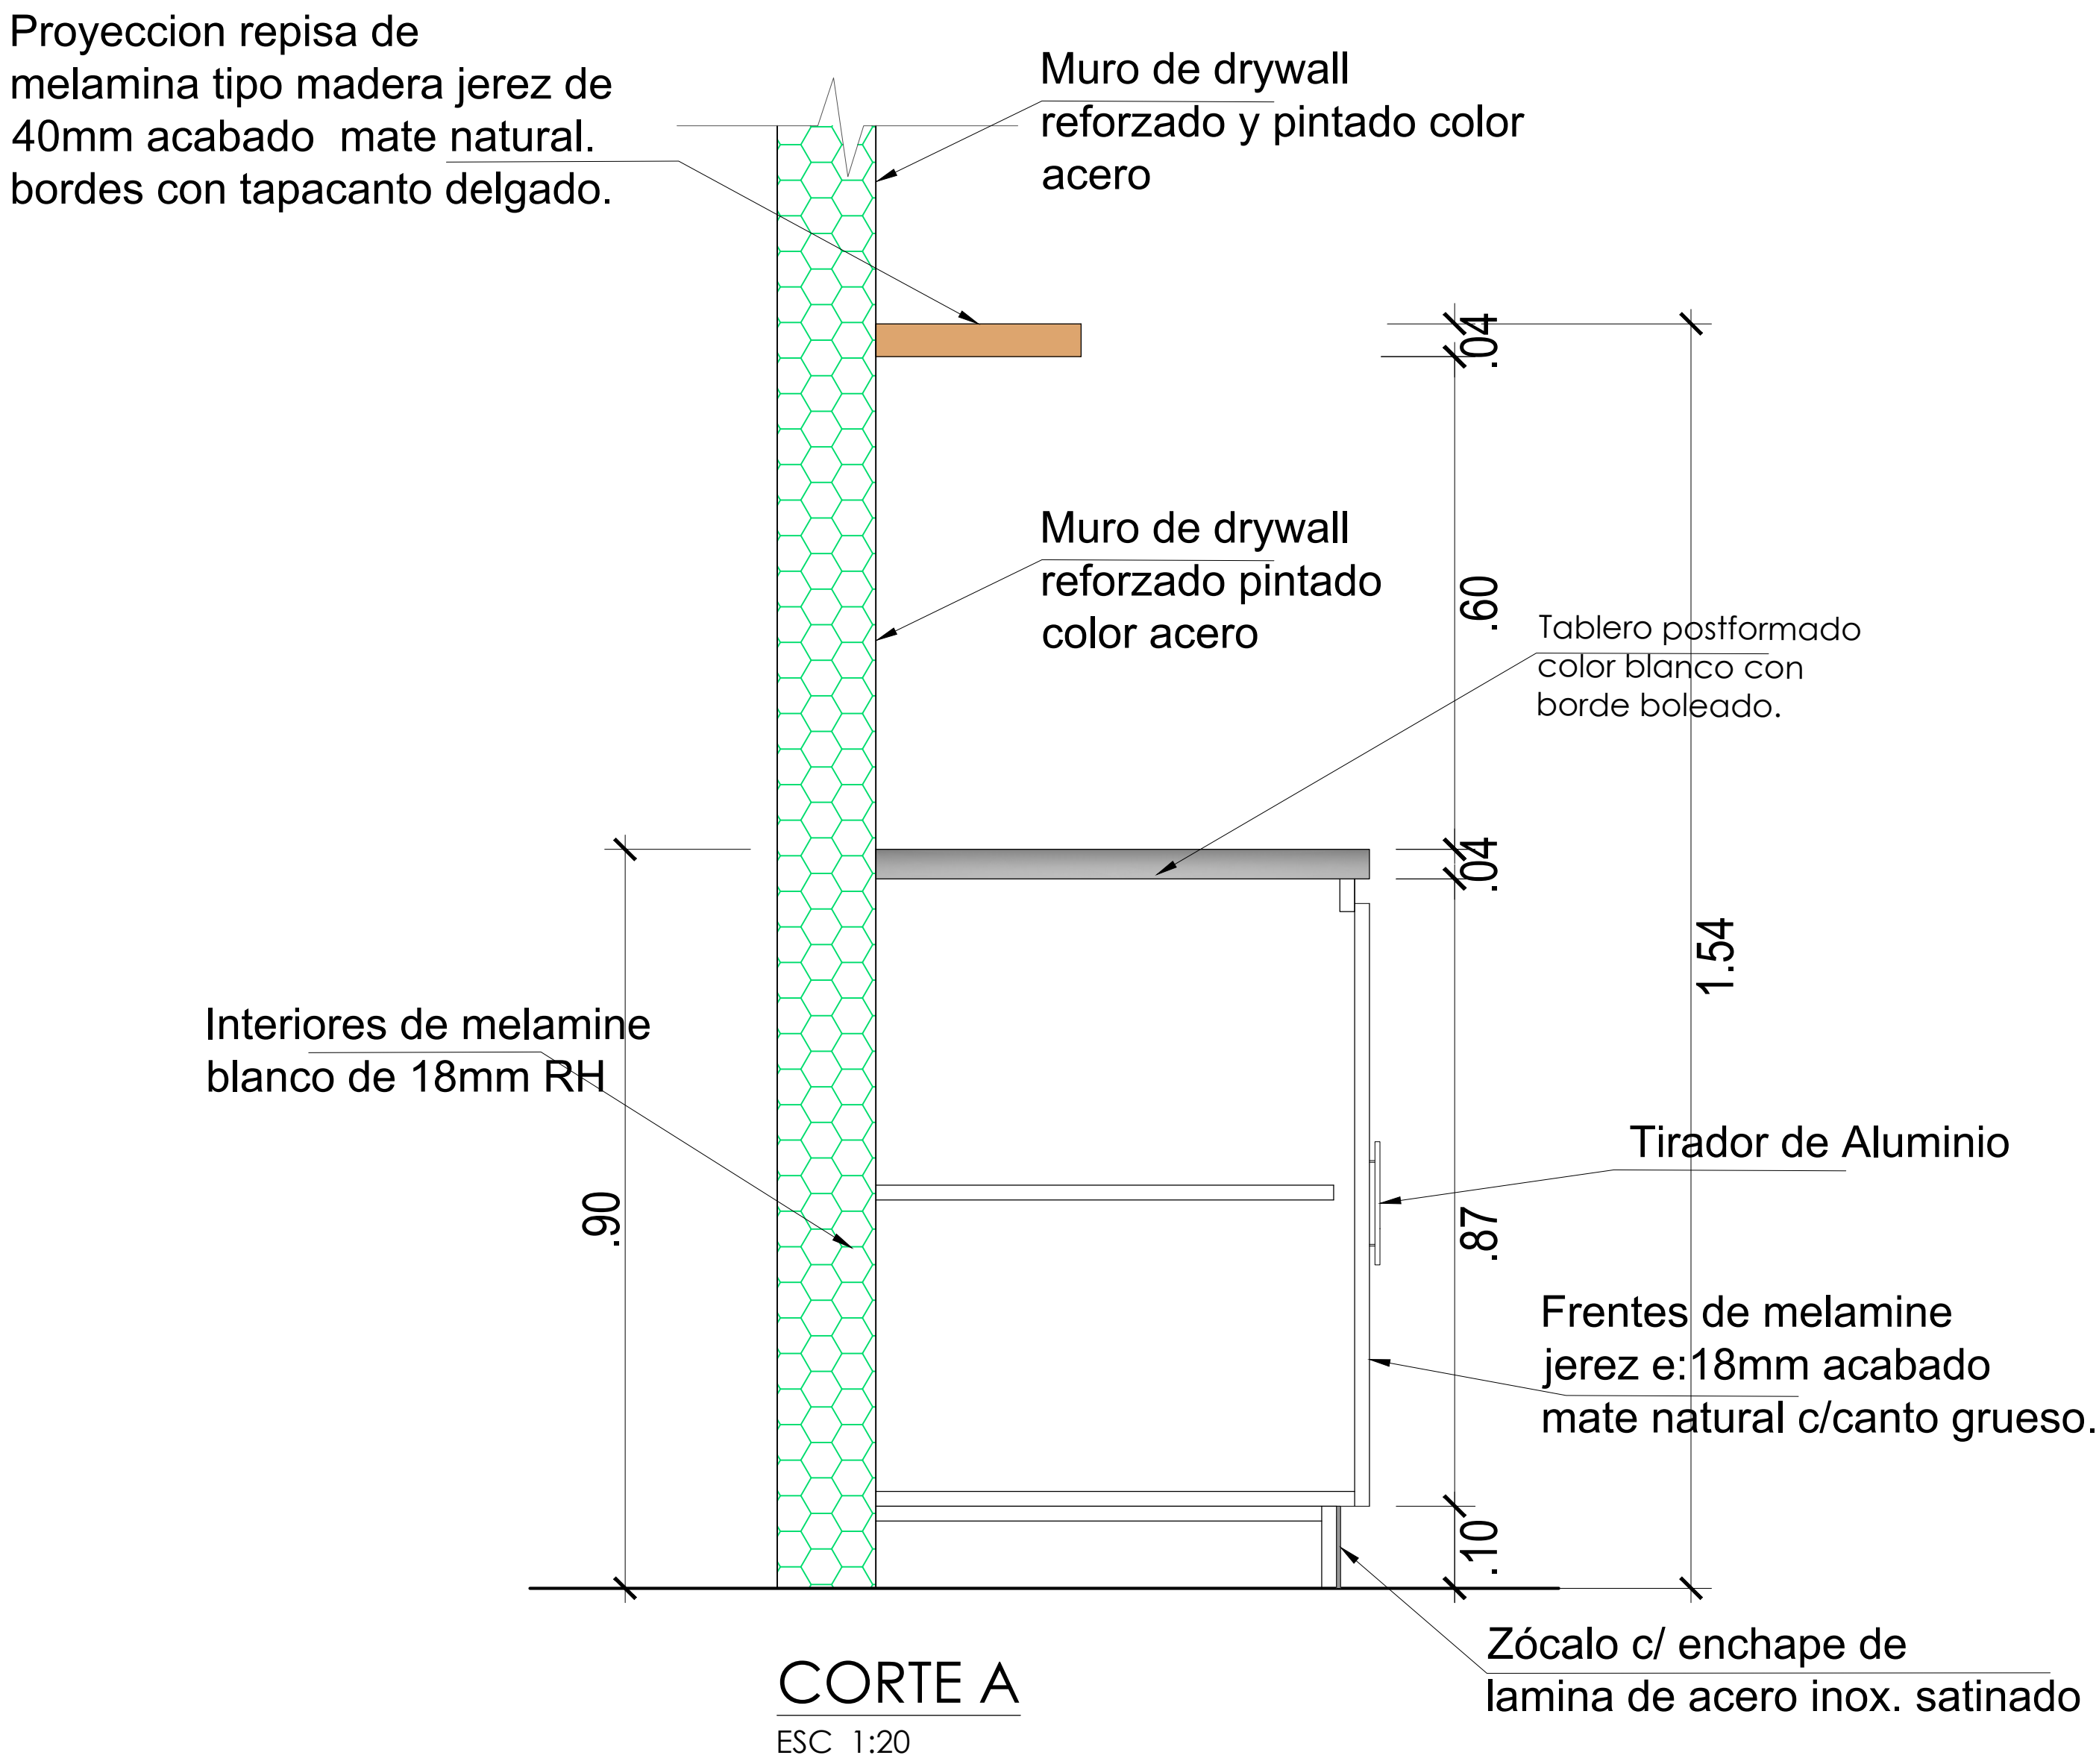 Proyeccion repisa de
melamina tipo madera jerez de
40mm acabado  mate natural.
bordes con tapacanto delgado.
Muro de drywall
reforzado y pintado color
acero
.04
Muro de drywall
reforzado pintado
color acero
.60
Tablero postformado
color blanco con
borde boleado.
.04
1.54
Interiores de melamine
blanco de 18mm RH
.90
Tirador de Aluminio
.87
Frentes de melamine
jerez e:18mm acabado
mate natural c/canto grueso.
.10
Zócalo c/ enchape de
lamina de acero inox. satinado
CORTE A
ESC 1:20